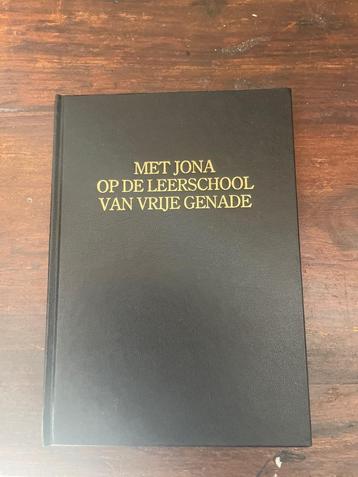 MET JONA
OP DE LEERSCHOOL
VAN VRIJE GENADE